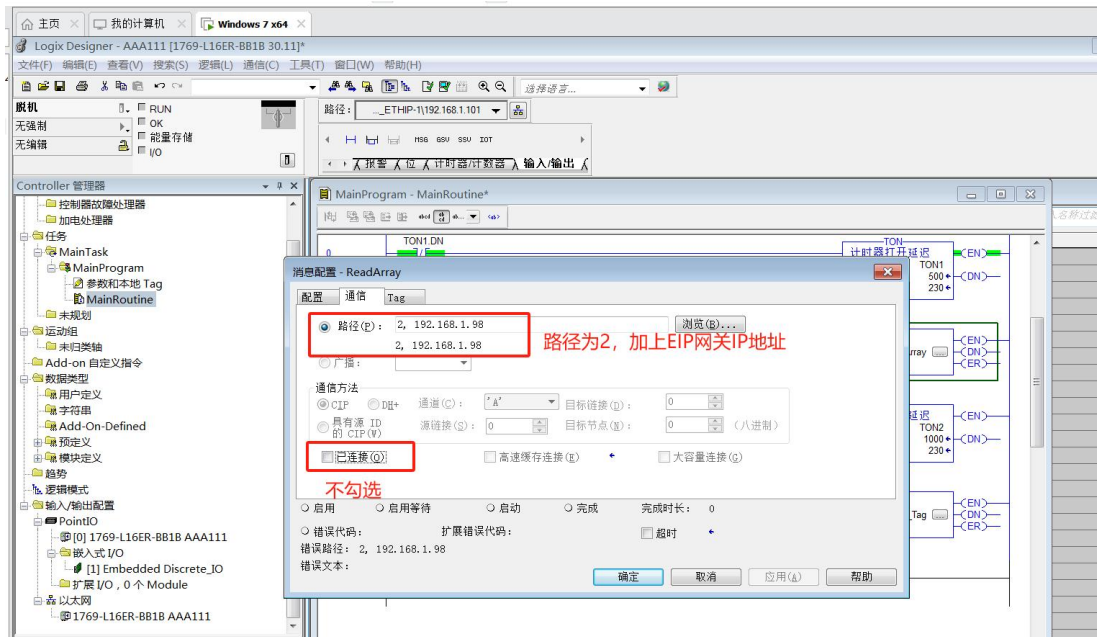 主页
我的计算机
Windows 7 x64
Logix Designer - AAA111 [1769-L16ER-BB1B 30.11]*
文件(F) 编辑(E) 查看(V) 搜索(S) 逻辑(L) 通信(C) 工具(T) 窗口(W) 帮助(H)
选择语言...
脱机
RUN
路径: ..._ETHIP-1\192.168.1.101
无强制
OK
无编辑
能量存储
I/O
MSG GSV SSV IOT
报警 位 计时器/计数器 输入/输出
Controller 管理器
控制器故障处理器
加电处理器
任务
MainTask
MainProgram
参数和本地 Tag
MainRoutine
未规划
运动组
未归类轴
Add-on 自定义指令
数据类型
用户定义
字符串
Add-On-Defined
预定义
模块定义
趋势
逻辑模式
输入/输出配置
PointIO
[0] 1769-L16ER-BB1B AAA111
嵌入式 I/O
[1] Embedded Discrete_IO
扩展 I/O , 0 个 Module
以太网
1769-L16ER-BB1B AAA111
MainProgram - MainRoutine*
0
TON1.DN
TON
计时器打开延迟
TON1
500
230
EN
DN
rray
EN
DN
ER
延迟
TON2
1000
230
EN
DN
_Tag
EN
DN
ER
消息配置 - ReadArray
配置 通信 Tag
路径(P): 2, 192.168.1.98 浏览(B)...
2, 192.168.1.98
路径为2，加上EIP网关IP地址
广播:
通信方法
CIP DH+ 通道(C): 'A' 目标链接(D): 0
具有源 ID 的 CIP(W) 源链接(S): 0 目标节点(N): 0 (八进制)
已连接(O) 高速缓存连接(E) 大容量连接(G)
不勾选
启用 启用等待 启动 完成 完成时长: 0
错误代码: 扩展错误代码: 超时
错误路径: 2, 192.168.1.98
错误文本:
确定 取消 应用(A) 帮助